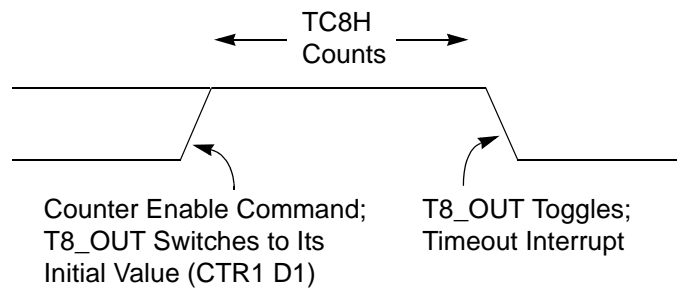 TC8H
Counts
Counter Enable Command;
T8_OUT Switches to Its
Initial Value (CTR1 D1)
T8_OUT Toggles;
Timeout Interrupt